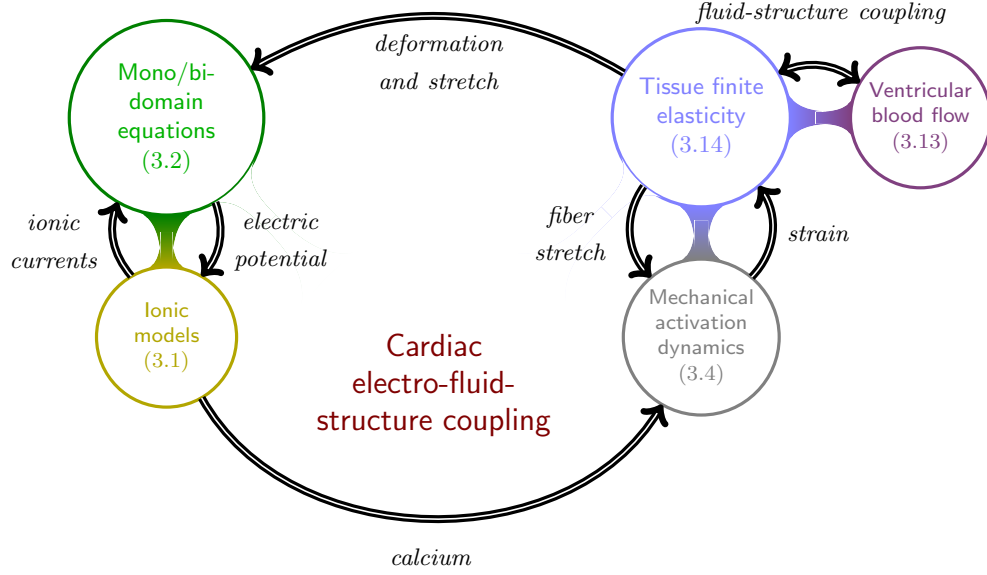 fluid-structure coupling
deformation
and stretch
Mono/bi-
domain
equations
(3.2)
Tissue finite
elasticity
(3.14)
Ventricular
blood flow
(3.13)
ionic
currents
electric
potential
fiber
stretch
strain
Ionic
models
(3.1)
Mechanical
activation
dynamics
(3.4)
Cardiac
electro-fluid-
structure coupling
calcium